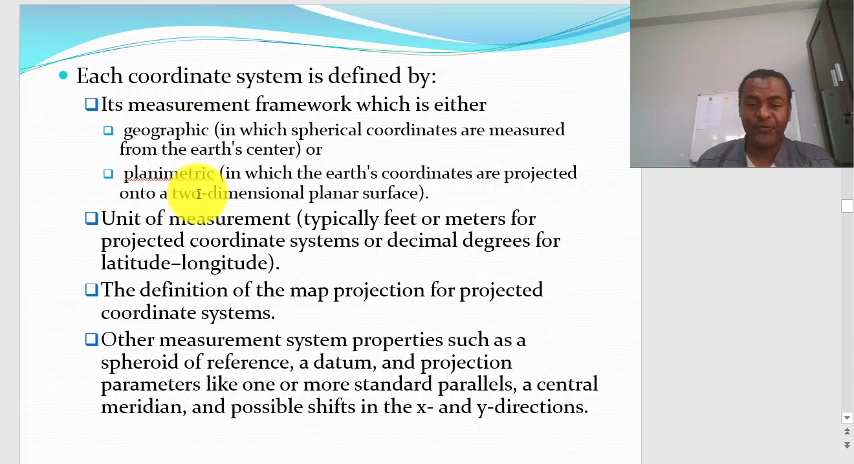 Each coordinate system is defined by:
Its measurement framework which is either
geographic (in which spherical coordinates are measured
from the earth's center) or
planimetric (in which the earth's coordinates are projected
onto a two-dimensional planar surface).
Unit of measurement (typically feet or meters for
projected coordinate systems or decimal degrees for
latitude–longitude).
The definition of the map projection for projected
coordinate systems.
Other measurement system properties such as a
spheroid of reference, a datum, and projection
parameters like one or more standard parallels, a central
meridian, and possible shifts in the x- and y-directions.